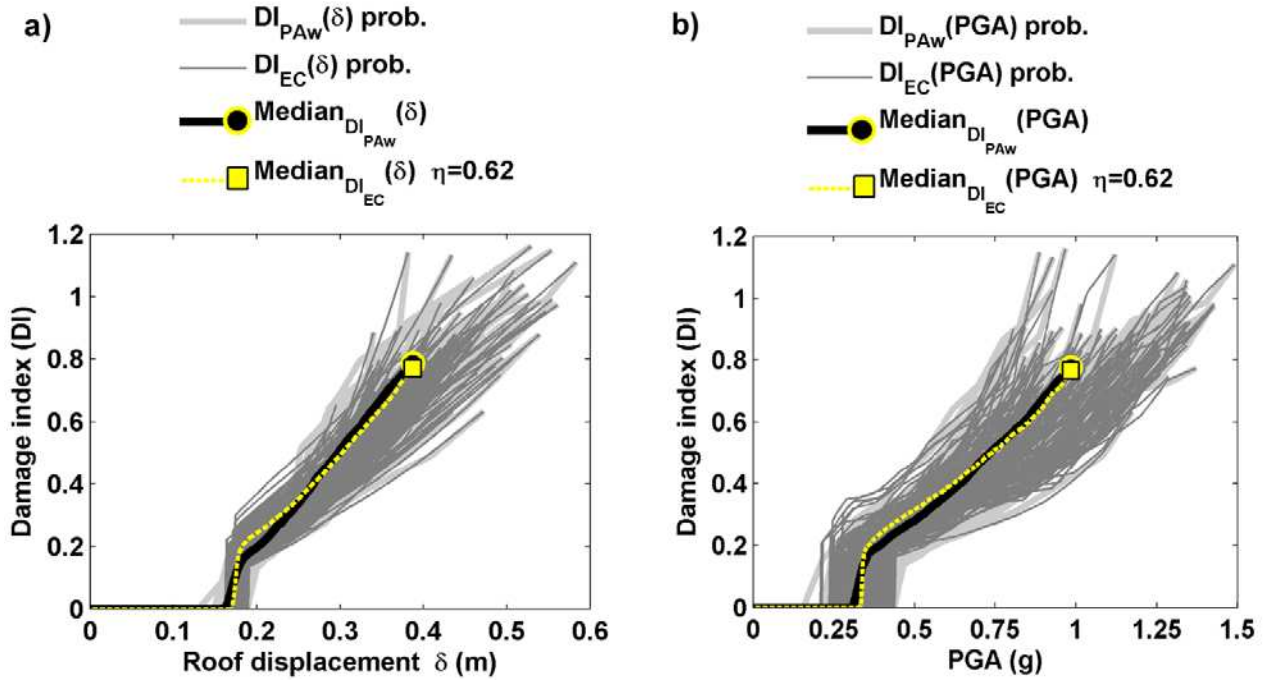 a)
DI_PAw(δ) prob.
DI_EC(δ) prob.
Median_DI_PAw (δ)
Median_DI_EC (δ) η=0.62
Damage index (DI)
1.2
1
0.8
0.6
0.4
0.2
0
0 0.1 0.2 0.3 0.4 0.5 0.6
Roof displacement δ (m)
b)
DI_PAw(PGA) prob.
DI_EC(PGA) prob.
Median_DI_PAw (PGA)
Median_DI_EC (PGA) η=0.62
Damage index (DI)
1.2
1
0.8
0.6
0.4
0.2
0
0 0.25 0.5 0.75 1 1.25 1.5
PGA (g)